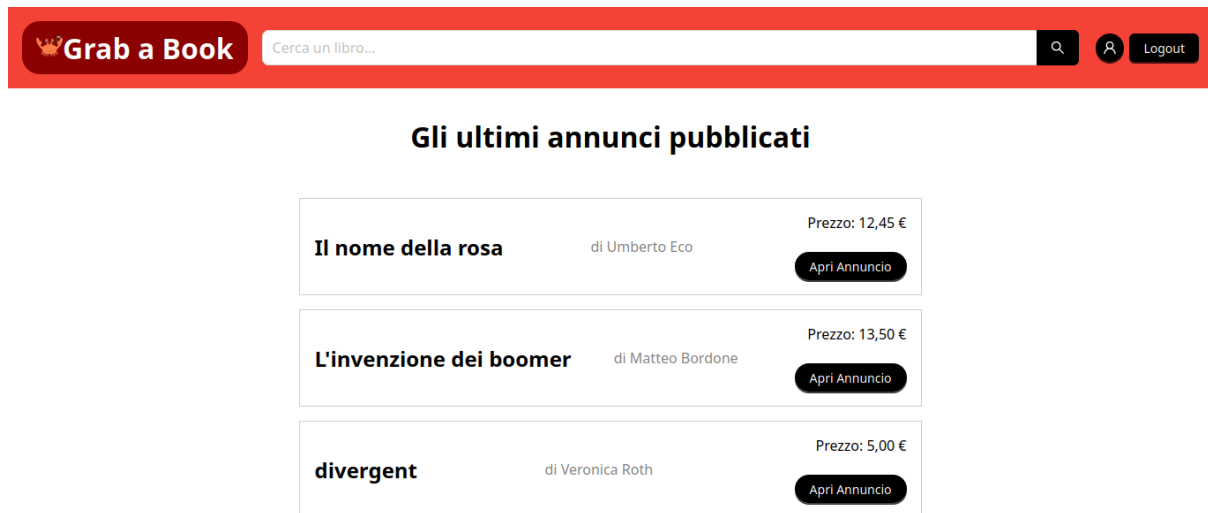 Grab a Book
Cerca un libro...
Logout
Gli ultimi annunci pubblicati
Il nome della rosa
di Umberto Eco
Prezzo: 12,45 €
Apri Annuncio
L'invenzione dei boomer
di Matteo Bordone
Prezzo: 13,50 €
Apri Annuncio
divergent
di Veronica Roth
Prezzo: 5,00 €
Apri Annuncio